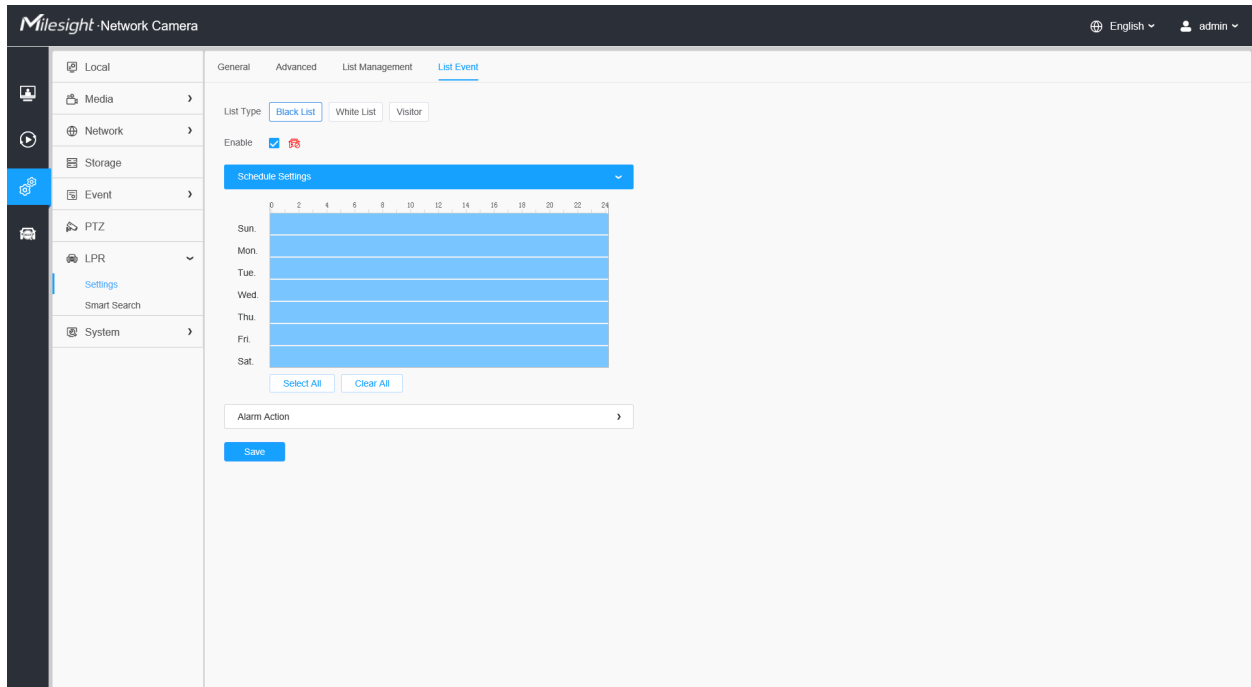 Milesight · Network Camera
English
admin
Local
Media
Network
Storage
Event
PTZ
LPR
Settings
Smart Search
System
General Advanced List Management List Event
List Type Black List White List Visitor
Enable
Schedule Settings
0 2 4 6 8 10 12 14 16 18 20 22 24
Sun.
Mon.
Tue.
Wed.
Thu.
Fri.
Sat.
Select All Clear All
Alarm Action
Save